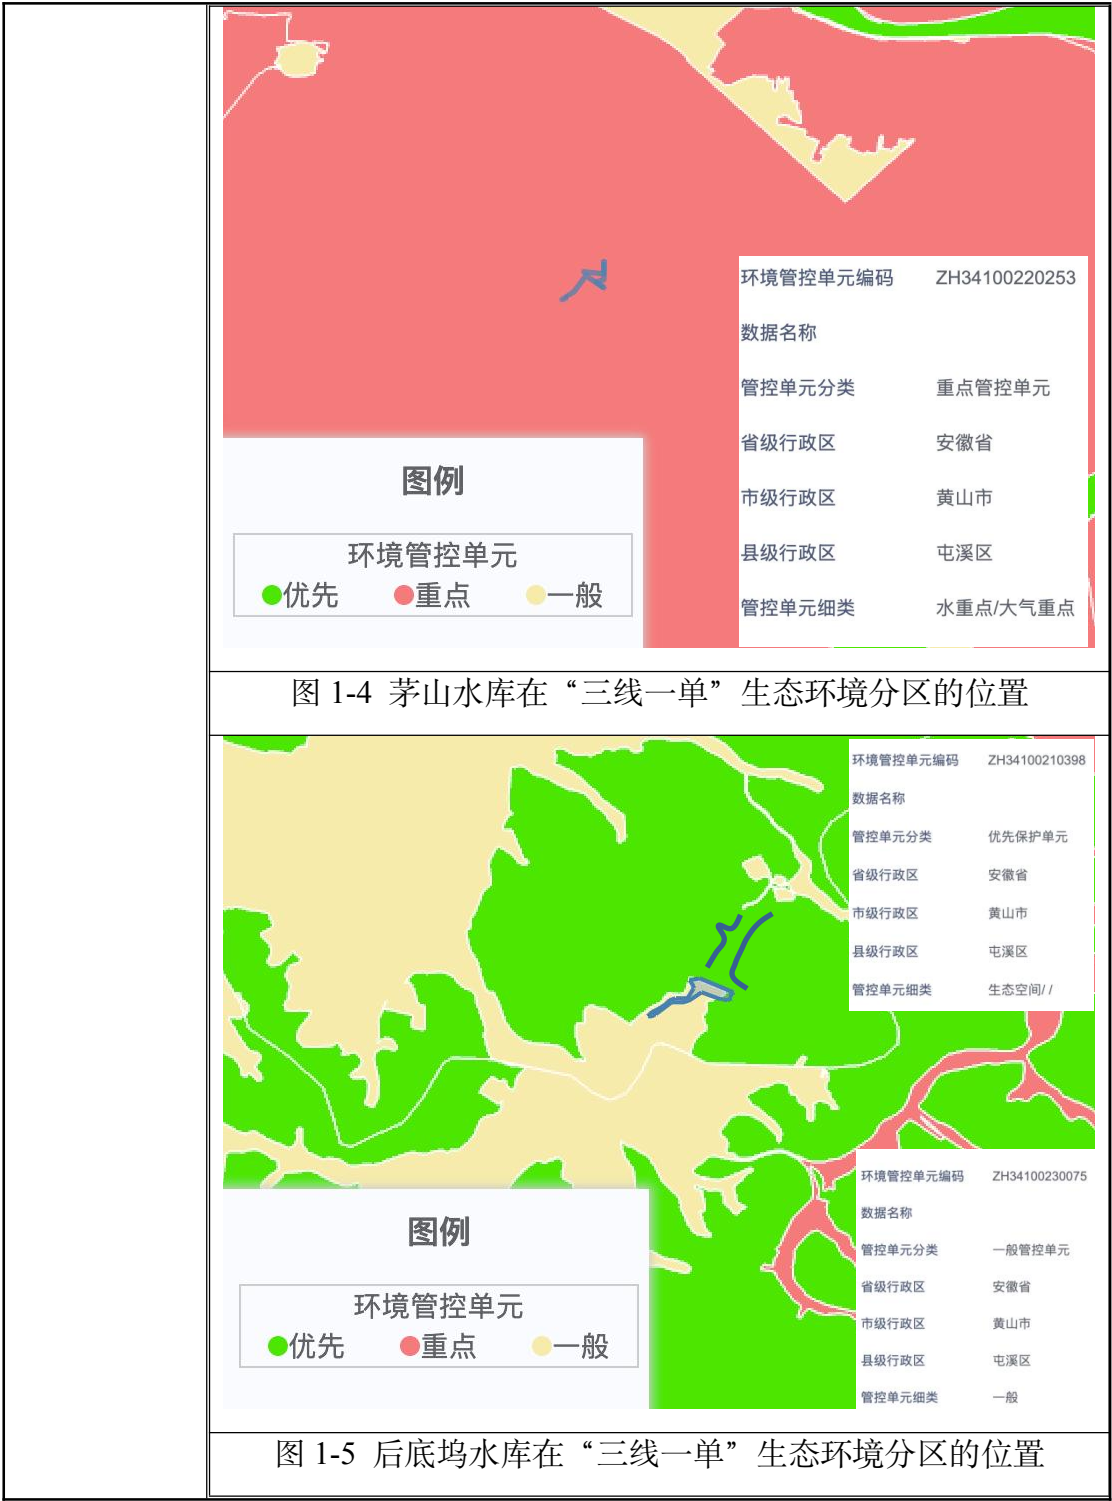 环境管控单元编码 ZH34100220253
数据名称
管控单元分类 重点管控单元
省级行政区 安徽省
市级行政区 黄山市
县级行政区 屯溪区
管控单元细类 水重点/大气重点
图例
环境管控单元
优先 重点 一般
图 1-4 茅山水库在“三线一单”生态环境分区的位置
环境管控单元编码 ZH34100210398
数据名称
管控单元分类 优先保护单元
省级行政区 安徽省
市级行政区 黄山市
县级行政区 屯溪区
管控单元细类 生态空间/ /
环境管控单元编码 ZH34100230075
数据名称
管控单元分类 一般管控单元
省级行政区 安徽省
市级行政区 黄山市
县级行政区 屯溪区
管控单元细类 一般
图例
环境管控单元
优先 重点 一般
图 1-5 后底坞水库在“三线一单”生态环境分区的位置